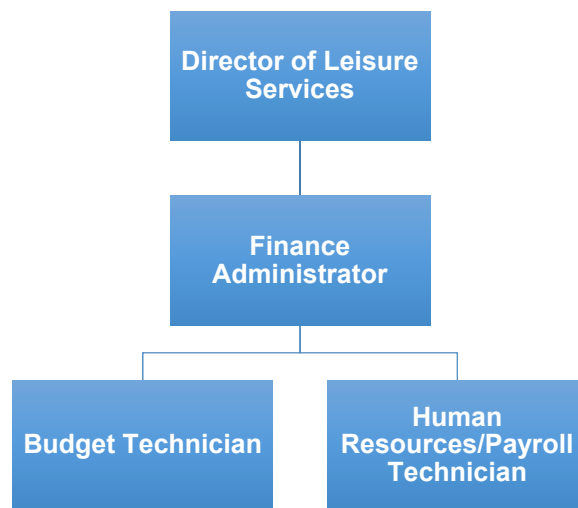 Director of Leisure
Services
Finance
Administrator
Budget Technician
Human
Resources/Payroll
Technician